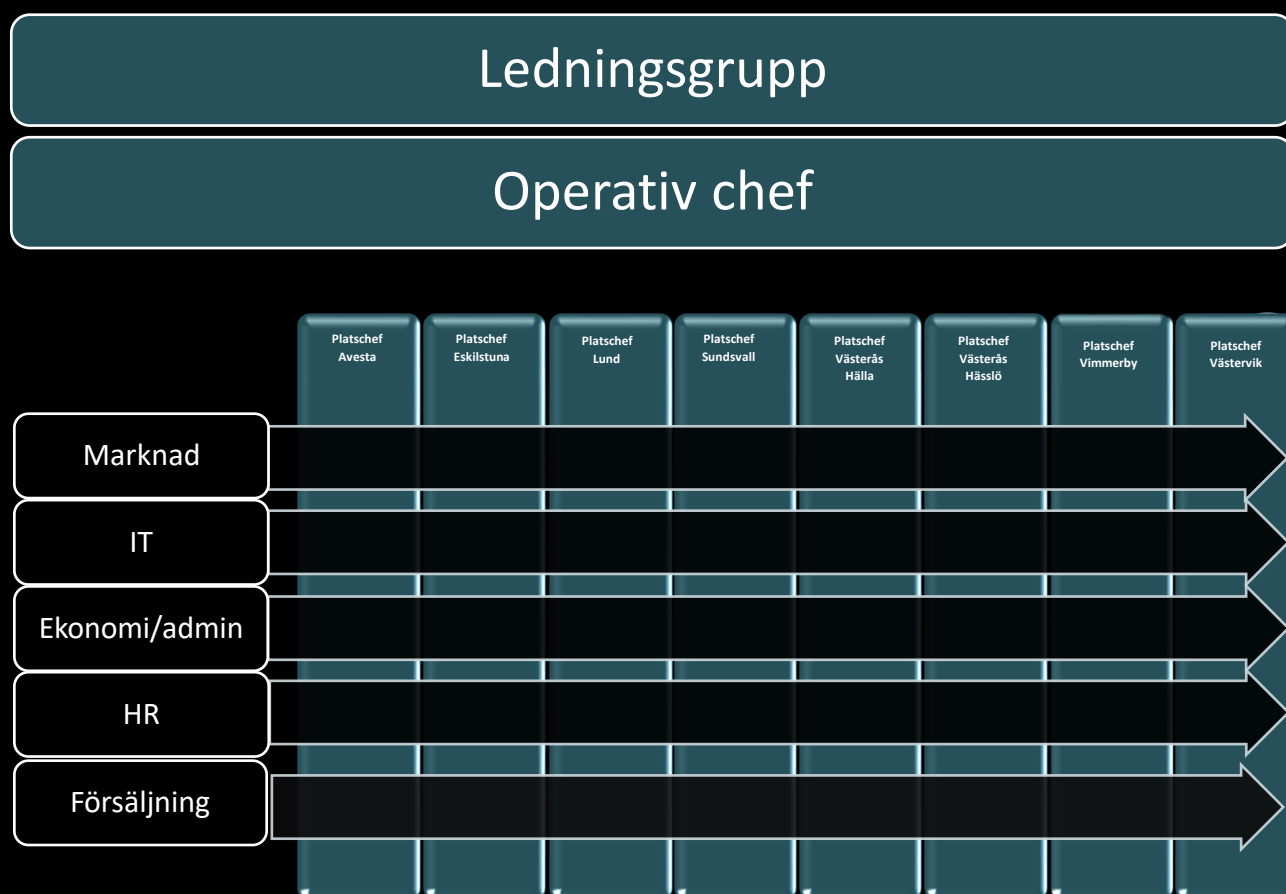 Ledningsgrupp
Operativ chef
Platschef
Avesta
Platschef
Eskilstuna
Platschef
Lund
Platschef
Sundsvall
Platschef
Västerås
Hälla
Platschef
Västerås
Hässlö
Platschef
Vimmerby
Platschef
Västervik
Marknad
IT
Ekonomi/admin
HR
Försäljning